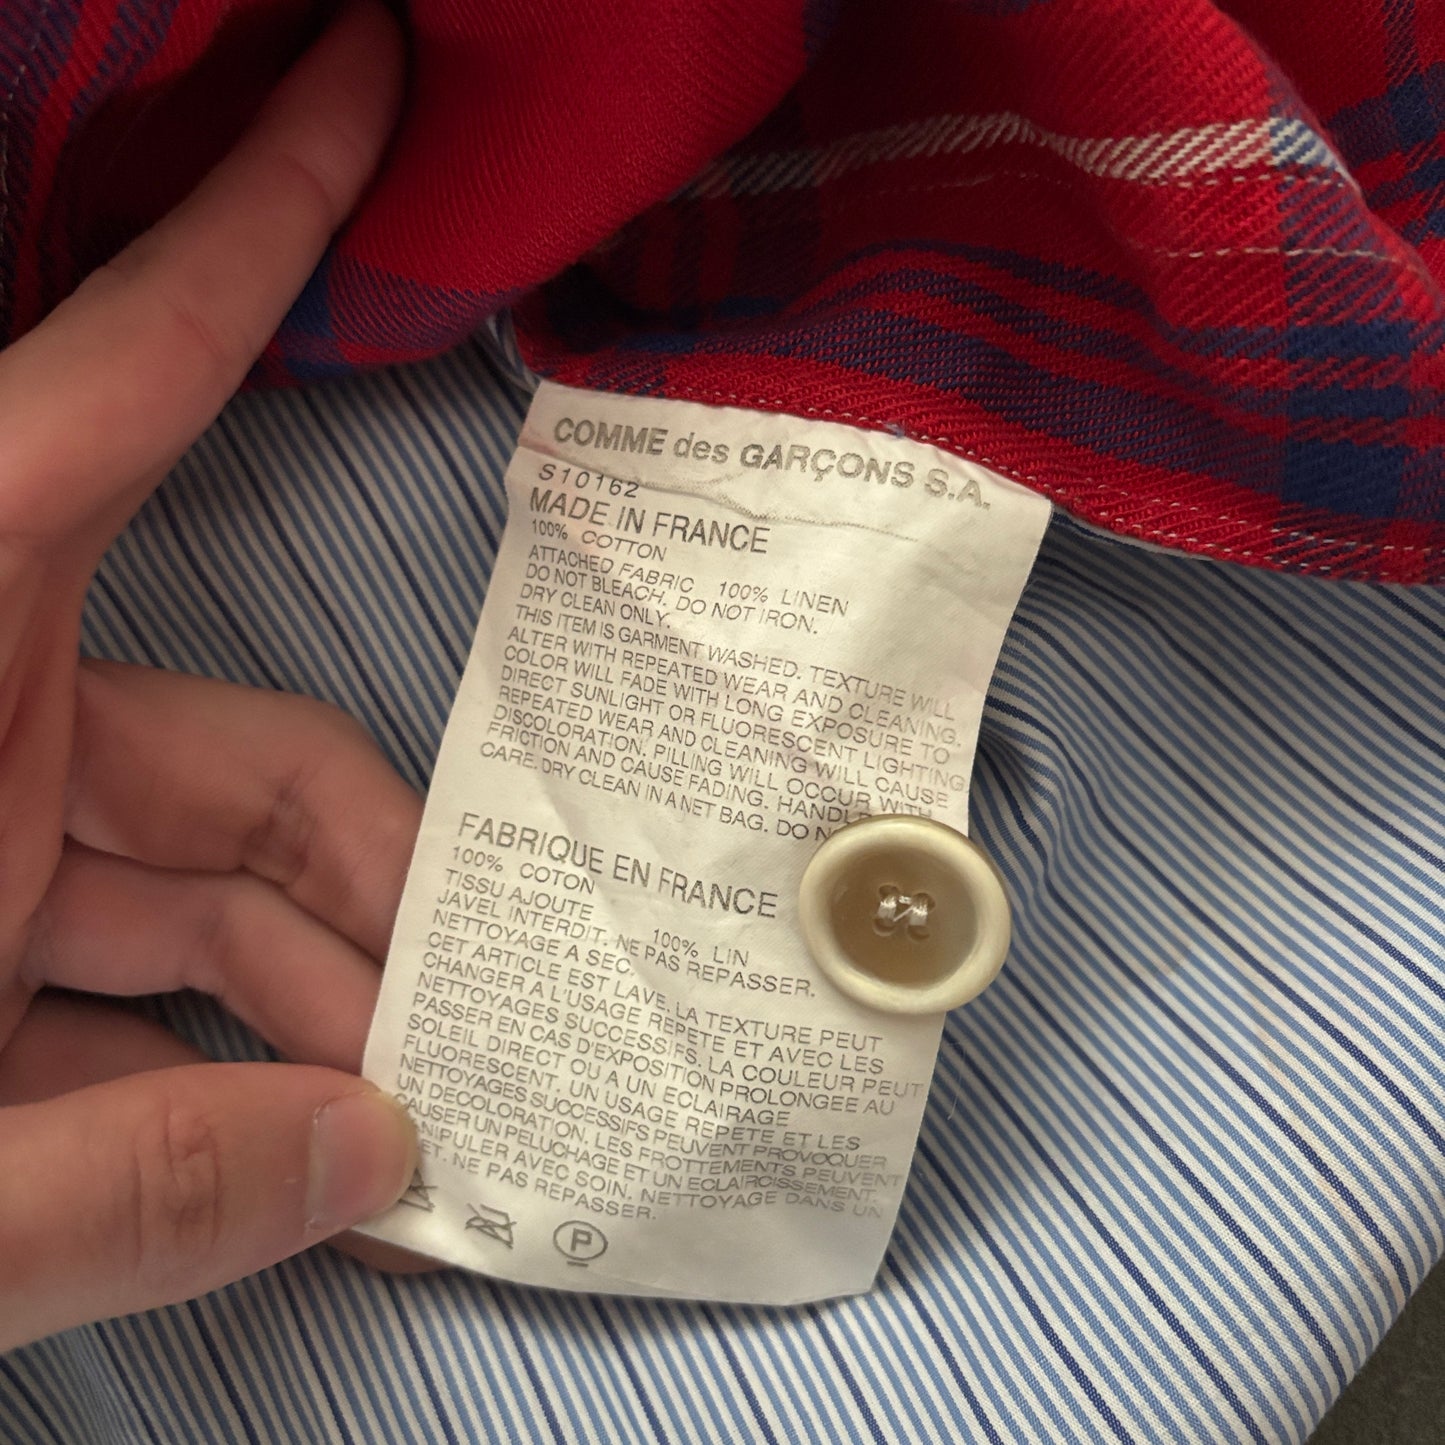 COMME des GARÇONS S.A.
S10162
MADE IN FRANCE
100% COTTON
ATTACHED FABRIC 100% LINEN
DO NOT BLEACH. DO NOT IRON.
DRY CLEAN ONLY.
THIS ITEM IS GARMENT WASHED. TEXTURE WILL
ALTER WITH REPEATED WEAR AND CLEANING.
COLOR WILL FADE WITH LONG EXPOSURE TO
DIRECT SUNLIGHT OR FLUORESCENT LIGHTING
REPEATED WEAR AND CLEANING WILL CAUSE
DISCOLORATION. PILLING WILL OCCUR WITH
FRICTION AND CAUSE FADING. HANDL
CARE. DRY CLEAN IN A NET BAG. DO N
FABRIQUE EN FRANCE
100% COTON
TISSU AJOUTE 100% LIN
JAVEL INTERDIT. NE PAS REPASSER.
NETTOYAGE A SEC.
CET ARTICLE EST LAVE. LA TEXTURE PEUT
CHANGER A L'USAGE REPETE ET AVEC LES
NETTOYAGES SUCCESSIFS. LA COULEUR PEUT
PASSER EN CAS D'EXPOSITION PROLONGEE AU
SOLEIL DIRECT OU A UN ECLAIRAGE
FLUORESCENT. UN USAGE REPETE ET LES
NETTOYAGES SUCCESSIFS PEUVENT PROVOQUER
UN DECOLORATION. LES FROTTEMENTS PEUVENT
CAUSER UN PELUCHAGE ET UN ECLAIRCISSEMENT.
ANIPULER AVEC SOIN. NETTOYAGE DANS UN
ET. NE PAS REPASSER.
P